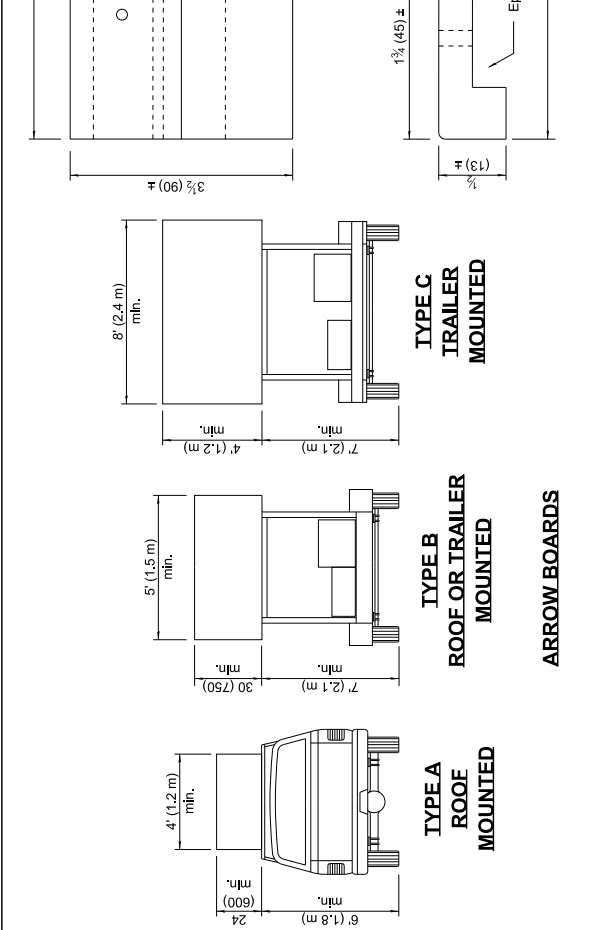 4' (1.2 m)
min.
24
(600)
min.
6' (1.8 m)
min.
TYPE A
ROOF
MOUNTED
5' (1.5 m)
min.
30 (750)
min.
7' (2.1 m)
min.
TYPE B
ROOF OR TRAILER
MOUNTED
8' (2.4 m)
min.
4' (1.2 m)
min.
7' (2.1 m)
min.
TYPE C
TRAILER
MOUNTED
ARROW BOARDS
3½ (90) ±
1¾ (45) ±
½
(13) ±